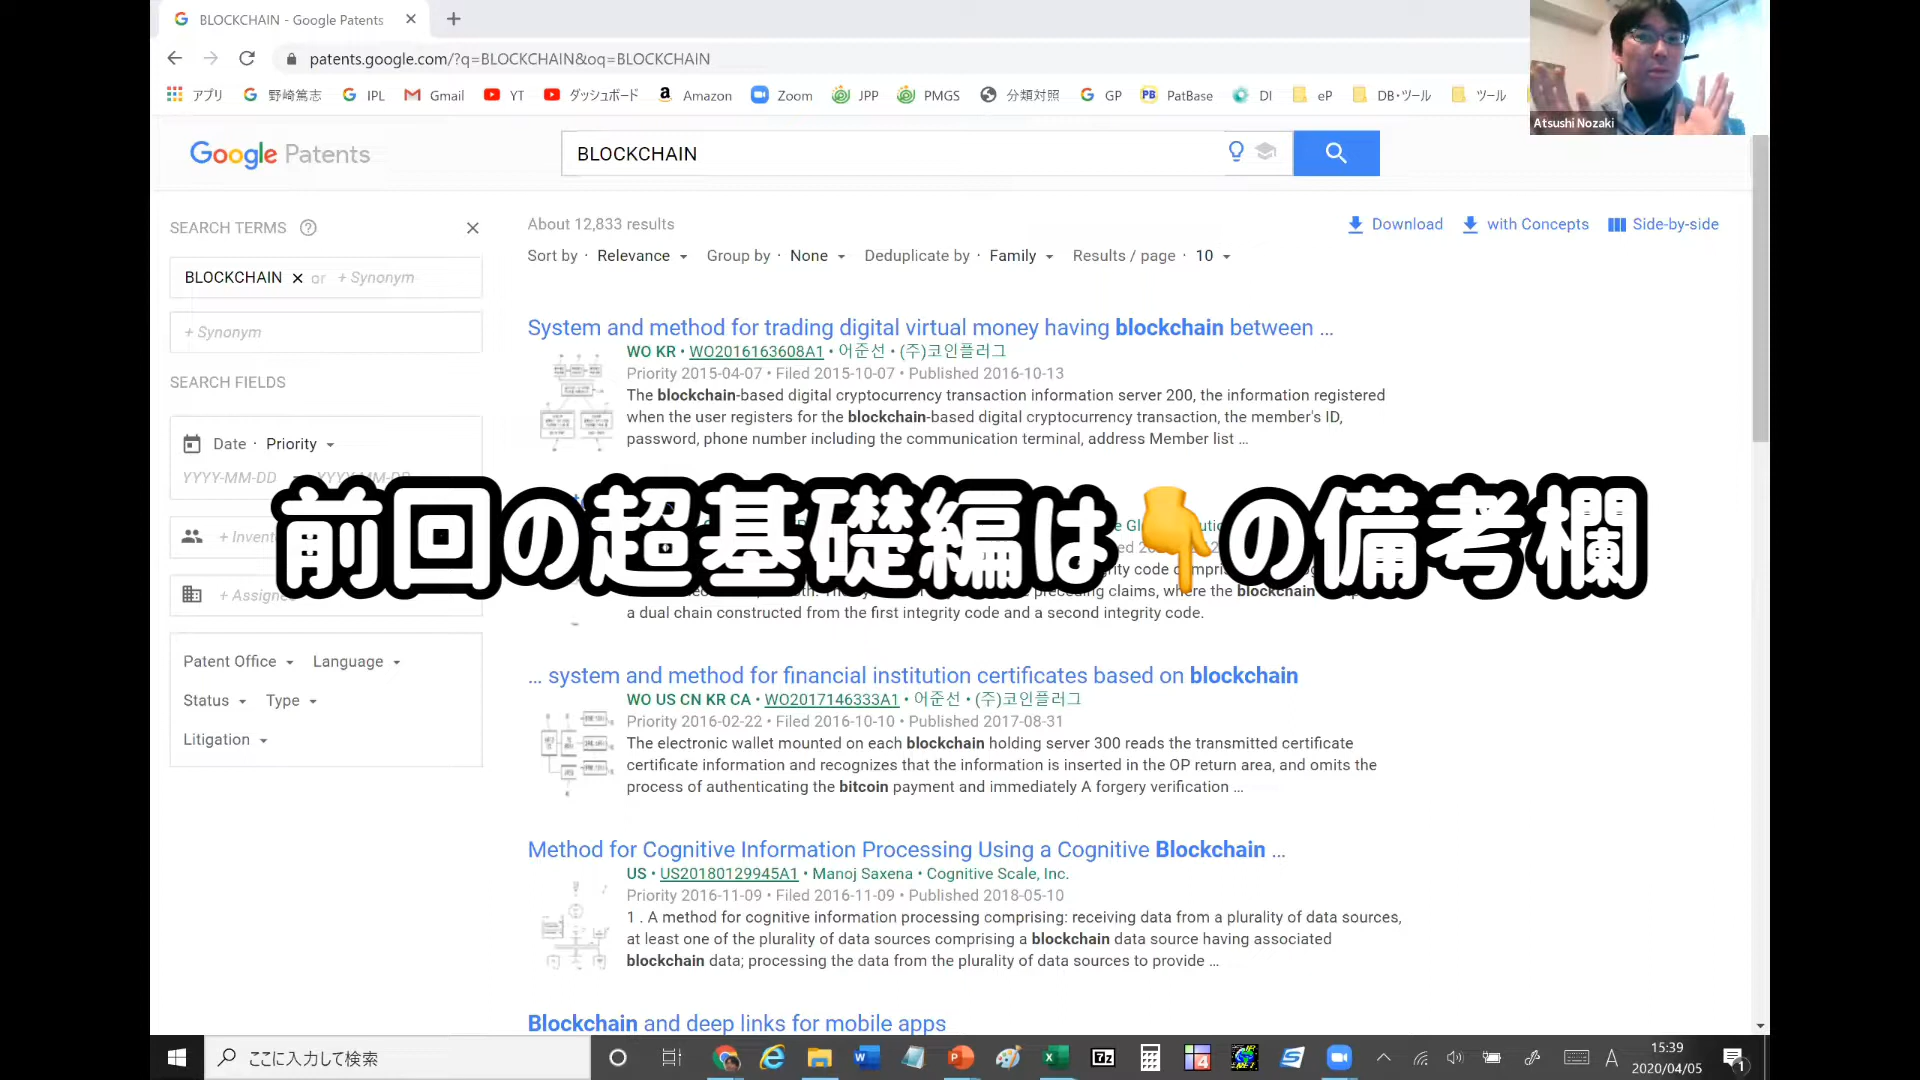 BLOCKCHAIN - Google Patents
patents.google.com/?q=BLOCKCHAIN&oq=BLOCKCHAIN
アプリ 野崎篤志 IPL Gmail YT ダッシュボード Amazon Zoom JPP PMGS 分類対照 GP PatBase DI eP DB・ツール ツール
Atsushi Nozaki
Google Patents
BLOCKCHAIN
SEARCH TERMS
BLOCKCHAIN × or + Synonym
+ Synonym
SEARCH FIELDS
Date · Priority
YYYY-MM-DD
Patent Office Language
Status Type
Litigation
About 12,833 results
Download with Concepts Side-by-side
Sort by · Relevance Group by · None Deduplicate by · Family Results / page · 10
System and method for trading digital virtual money having blockchain between ...
WO KR • WO2016163608A1 • 어준선 • (주)코인플러그
Priority 2015-04-07 • Filed 2015-10-07 • Published 2016-10-13
The blockchain-based digital cryptocurrency transaction information server 200, the information registered
when the user registers for the blockchain-based digital cryptocurrency transaction, the member's ID,
password, phone number including the communication terminal, address Member list ...
前回の超基礎編は👇の備考欄
preceding claims, where the blockchain
a dual chain constructed from the first integrity code and a second integrity code.
... system and method for financial institution certificates based on blockchain
WO US CN KR CA • WO2017146333A1 • 어준선 • (주)코인플러그
Priority 2016-02-22 • Filed 2016-10-10 • Published 2017-08-31
The electronic wallet mounted on each blockchain holding server 300 reads the transmitted certificate
certificate information and recognizes that the information is inserted in the OP return area, and omits the
process of authenticating the bitcoin payment and immediately A forgery verification ...
Method for Cognitive Information Processing Using a Cognitive Blockchain ...
US • US20180129945A1 • Manoj Saxena • Cognitive Scale, Inc.
Priority 2016-11-09 • Filed 2016-11-09 • Published 2018-05-10
1 . A method for cognitive information processing comprising: receiving data from a plurality of data sources,
at least one of the plurality of data sources comprising a blockchain data source having associated
blockchain data; processing the data from the plurality of data sources to provide ...
Blockchain and deep links for mobile apps
ここに入力して検索
A
15:39
2020/04/05
1